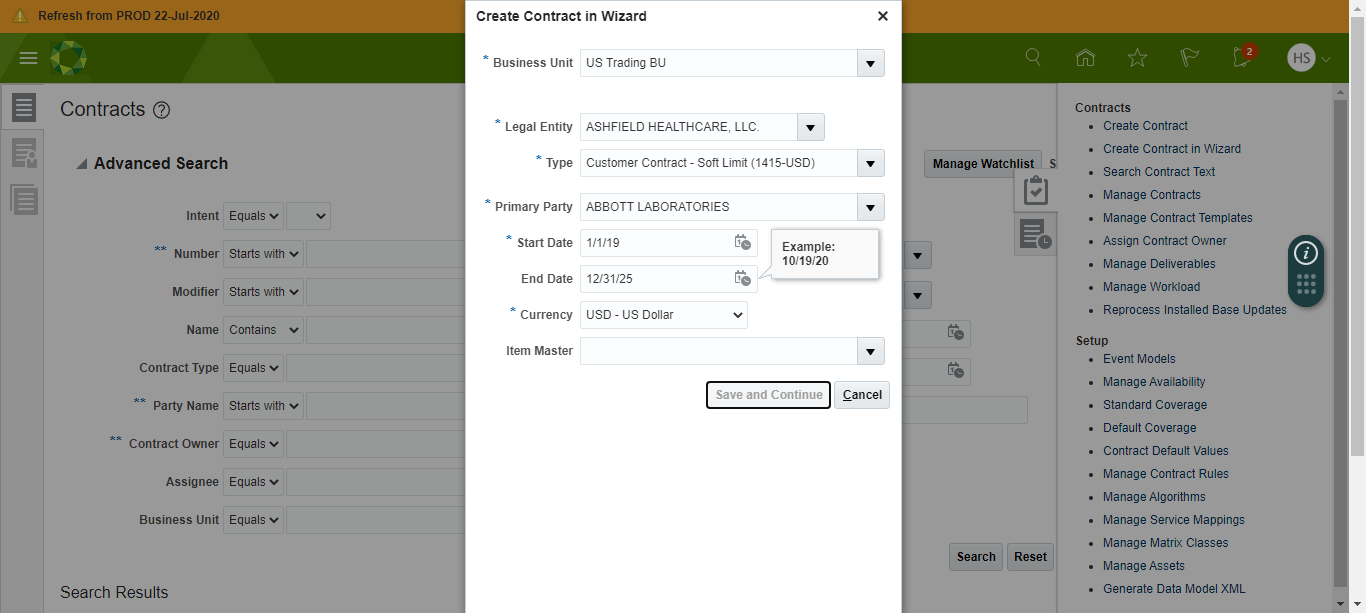 Refresh from PROD 22-Jul-2020
2
HS
Contracts ?
Advanced Search
Manage Watchlist
S
Intent Equals
** Number Starts with
Modifier Starts with
Name Contains
Contract Type Equals
** Party Name Starts with
** Contract Owner Equals
Assignee Equals
Business Unit Equals
Search Reset
Search Results
Create Contract in Wizard
* Business Unit US Trading BU
* Legal Entity ASHFIELD HEALTHCARE, LLC.
* Type Customer Contract - Soft Limit (1415-USD)
* Primary Party ABBOTT LABORATORIES
* Start Date 1/1/19
Example:
10/19/20
End Date 12/31/25
* Currency USD - US Dollar
Item Master
Save and Continue Cancel
Contracts
Create Contract
Create Contract in Wizard
Search Contract Text
Manage Contracts
Manage Contract Templates
Assign Contract Owner
Manage Deliverables
Manage Workload
Reprocess Installed Base Updates
Setup
Event Models
Manage Availability
Standard Coverage
Default Coverage
Contract Default Values
Manage Contract Rules
Manage Algorithms
Manage Service Mappings
Manage Matrix Classes
Manage Assets
Generate Data Model XML
i